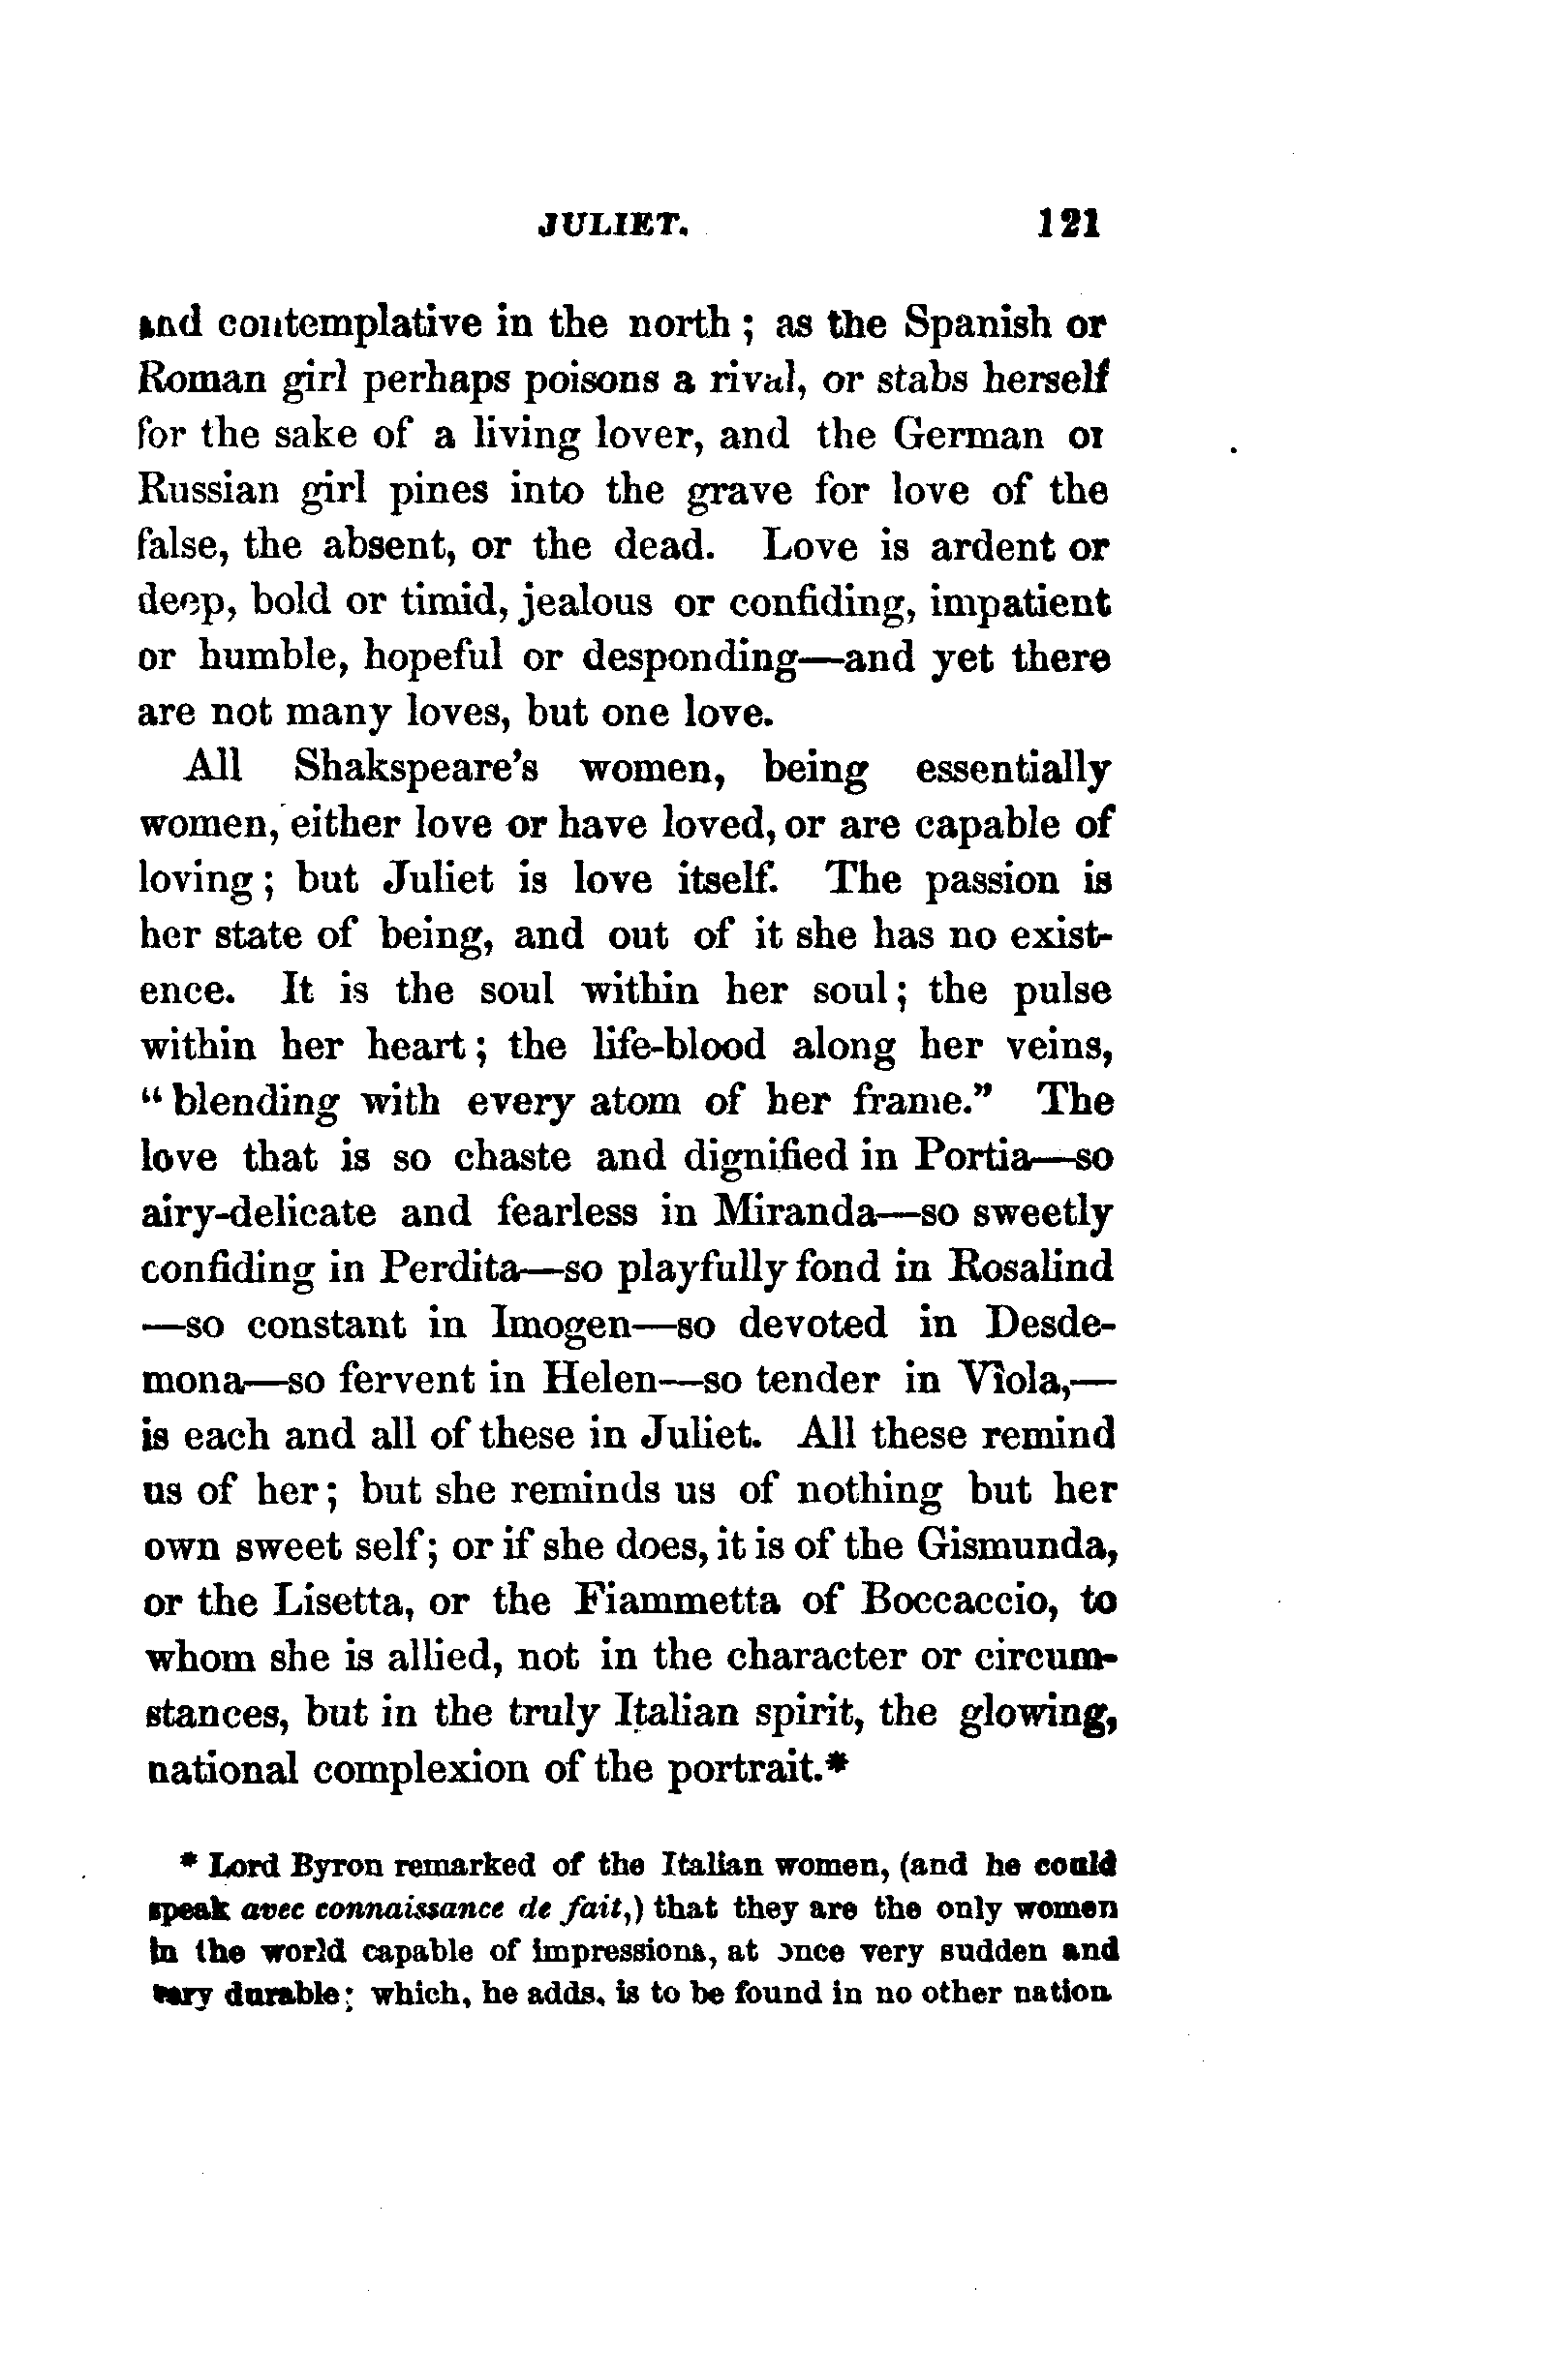 JULIET. 121
and contemplative in the north; as the Spanish or
Roman girl perhaps poisons a rival, or stabs herself
for the sake of a living lover, and the German or
Russian girl pines into the grave for love of the
false, the absent, or the dead. Love is ardent or
deep, bold or timid, jealous or confiding, impatient
or humble, hopeful or desponding—and yet there
are not many loves, but one love.
All Shakspeare's women, being essentially
women, either love or have loved, or are capable of
loving; but Juliet is love itself. The passion is
her state of being, and out of it she has no exist-
ence. It is the soul within her soul; the pulse
within her heart; the life-blood along her veins,
"blending with every atom of her frame." The
love that is so chaste and dignified in Portia—so
airy-delicate and fearless in Miranda—so sweetly
confiding in Perdita—so playfully fond in Rosalind
—so constant in Imogen—so devoted in Desde-
mona—so fervent in Helen—so tender in Viola,—
is each and all of these in Juliet. All these remind
us of her; but she reminds us of nothing but her
own sweet self; or if she does, it is of the Gismunda,
or the Lisetta, or the Fiammetta of Boccaccio, to
whom she is allied, not in the character or circum-
stances, but in the truly Italian spirit, the glowing,
national complexion of the portrait.*
* Lord Byron remarked of the Italian women, (and he could
speak avec connaissance de fait,) that they are the only women
in the world capable of impressions, at once very sudden and
very durable; which, he adds, is to be found in no other nation.